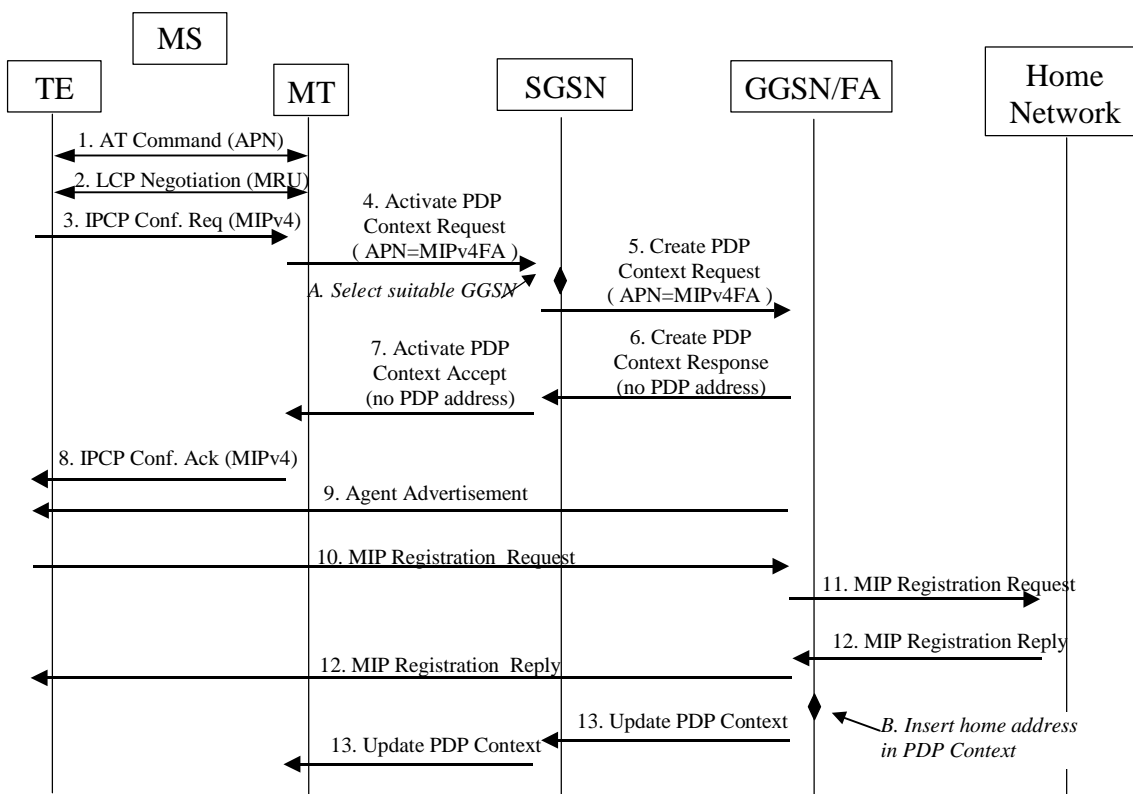 MS
TE
MT
SGSN
GGSN/FA
Home
Network
1. AT Command (APN)
2. LCP Negotiation (MRU)
3. IPCP Conf. Req (MIPv4)
4. Activate PDP
Context Request
( APN=MIPv4FA )
A. Select suitable GGSN
5. Create PDP
Context Request
( APN=MIPv4FA )
6. Create PDP
Context Response
(no PDP address)
7. Activate PDP
Context Accept
(no PDP address)
8. IPCP Conf. Ack (MIPv4)
9. Agent Advertisement
10. MIP Registration Request
11. MIP Registration Request
12. MIP Registration Reply
12. MIP Registration Reply
B. Insert home address
in PDP Context
13. Update PDP Context
13. Update PDP Context